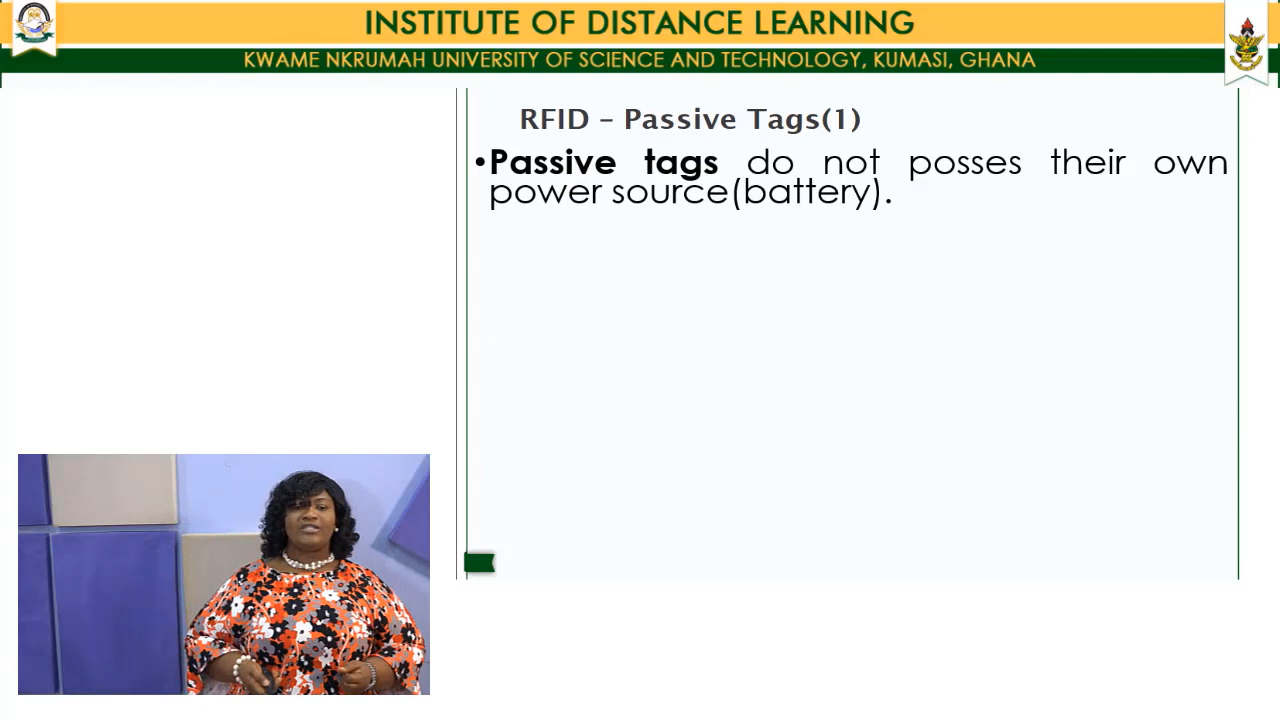 INSTITUTE OF DISTANCE LEARNING
KWAME NKRUMAH UNIVERSITY OF SCIENCE AND TECHNOLOGY, KUMASI, GHANA
RFID – Passive Tags(1)
•Passive tags do not posses their own
power source(battery).